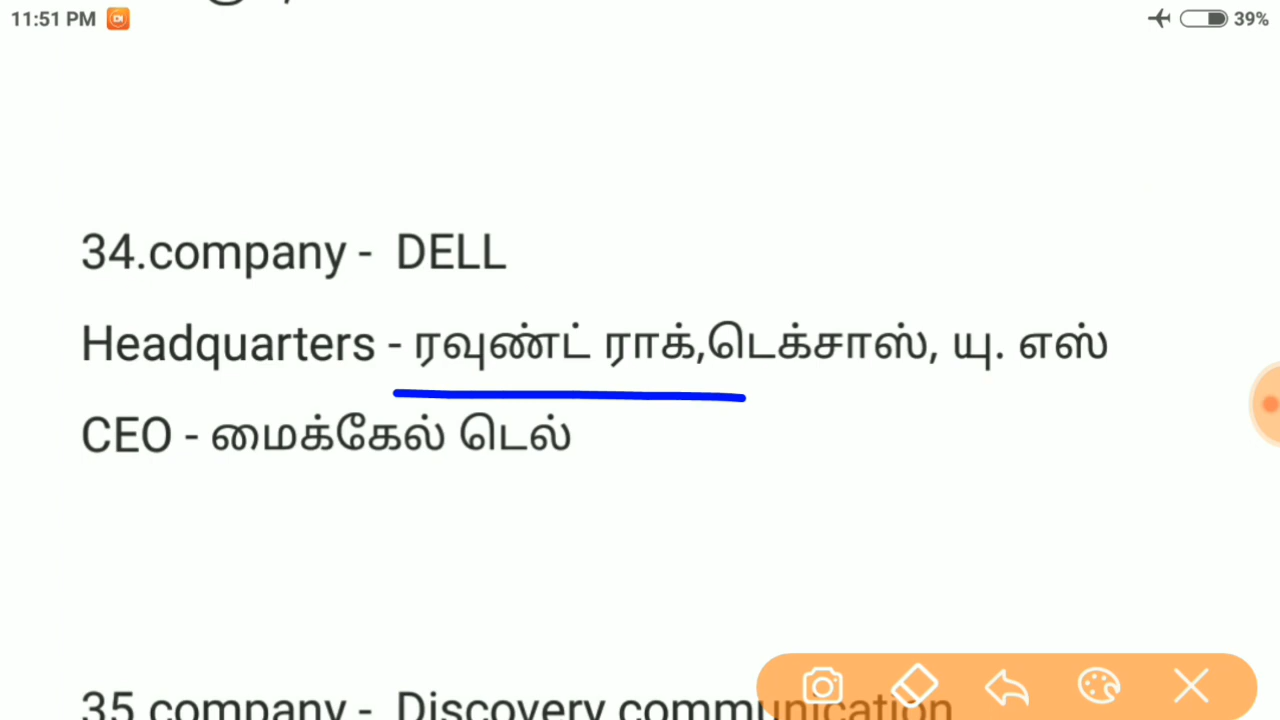 11:51 PM 39%
34.company - DELL
Headquarters - ரவுண்ட் ராக்,டெக்சாஸ், யு. எஸ்
CEO - மைக்கேல் டெல்
35.company - Discovery communication